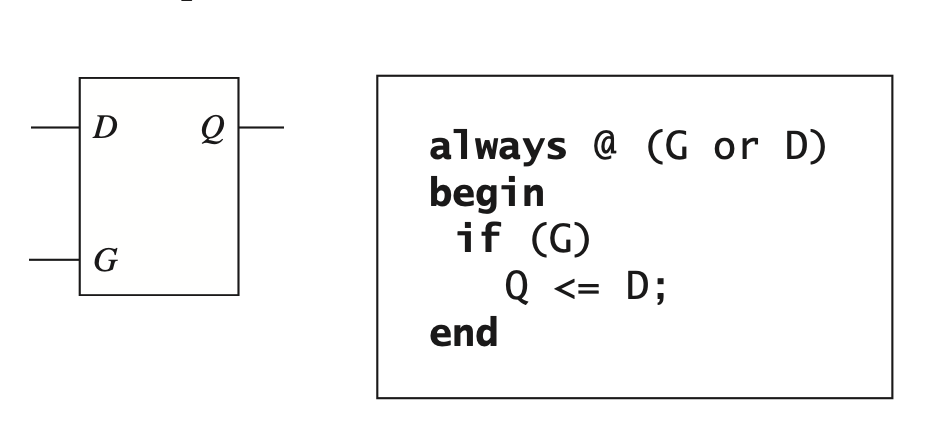 D Q
G
always @ (G or D)
begin
if (G)
Q <= D;
end